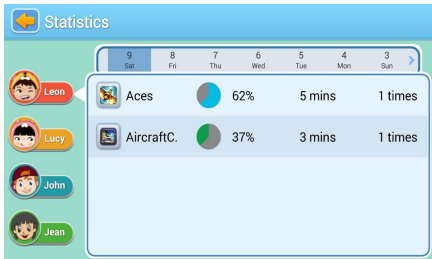 Statistics
9 8 7 6 5 4 3
Sat Fri Thu Wed Tue Mon Sun
Leon
Aces 62% 5 mins 1 times
Lucy
AircraftC. 37% 3 mins 1 times
John
Jean